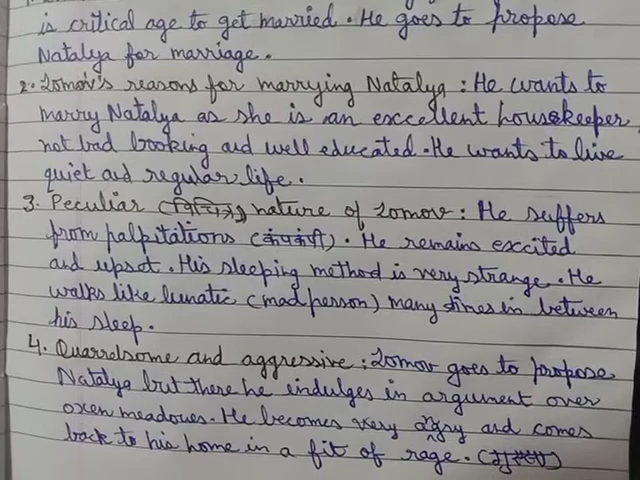 is critical age to get married. He goes to propose
Natalya for marriage.
2. Lomov's reasons for marrying Natalya : He wants to
marry Natalya as she is an excellent housekeeper,
not bad looking and well educated. He wants to live
quiet and regular life.
3. Peculiar (विचित्र) nature of Lomov : He suffers
from palpitations (कंपकंपी). He remains excited
and upset. His sleeping method is very strange. He
walks like lunatic (mad person) many times in between
his sleep.
4. Quarrelsome and aggressive : Lomov goes to propose
Natalya but there he indulges in argument over
oxen meadows. He becomes very angry and comes
back to his home in a fit of rage. (गुस्सा)